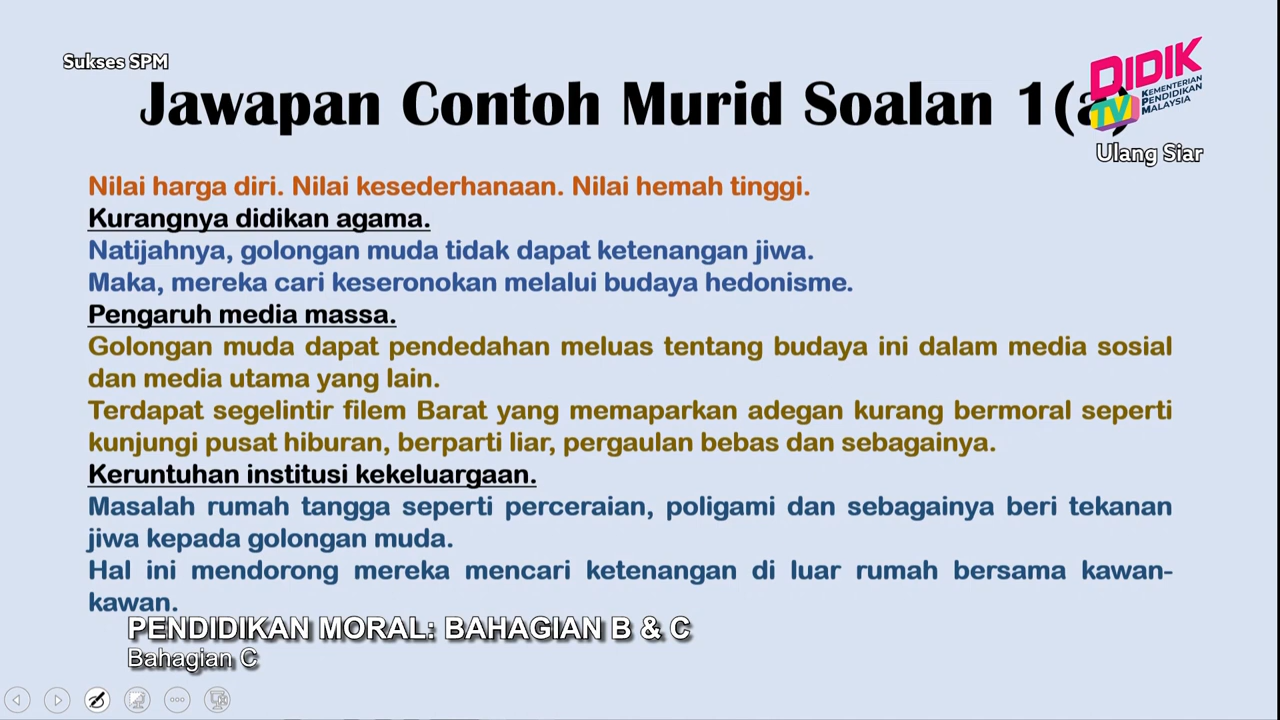 Sukses SPM
Jawapan Contoh Murid Soalan 1(a)
DIDIK
TV
KEMENTERIAN
PENDIDIKAN
MALAYSIA
Ulang Siar
Nilai harga diri. Nilai kesederhanaan. Nilai hemah tinggi.
Kurangnya didikan agama.
Natijahnya, golongan muda tidak dapat ketenangan jiwa.
Maka, mereka cari keseronokan melalui budaya hedonisme.
Pengaruh media massa.
Golongan muda dapat pendedahan meluas tentang budaya ini dalam media sosial
dan media utama yang lain.
Terdapat segelintir filem Barat yang memaparkan adegan kurang bermoral seperti
kunjungi pusat hiburan, berparti liar, pergaulan bebas dan sebagainya.
Keruntuhan institusi kekeluargaan.
Masalah rumah tangga seperti perceraian, poligami dan sebagainya beri tekanan
jiwa kepada golongan muda.
Hal ini mendorong mereka mencari ketenangan di luar rumah bersama kawan-
kawan.
PENDIDIKAN MORAL: BAHAGIAN B & C
Bahagian C